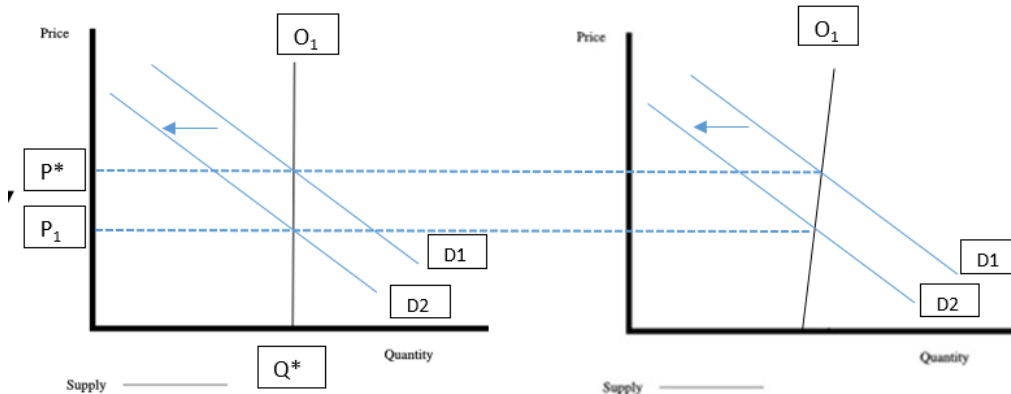 Price
O₁
P*
P₁
D1
D2
Q*
Quantity
Supply
Price
O₁
D1
D2
Quantity
Supply